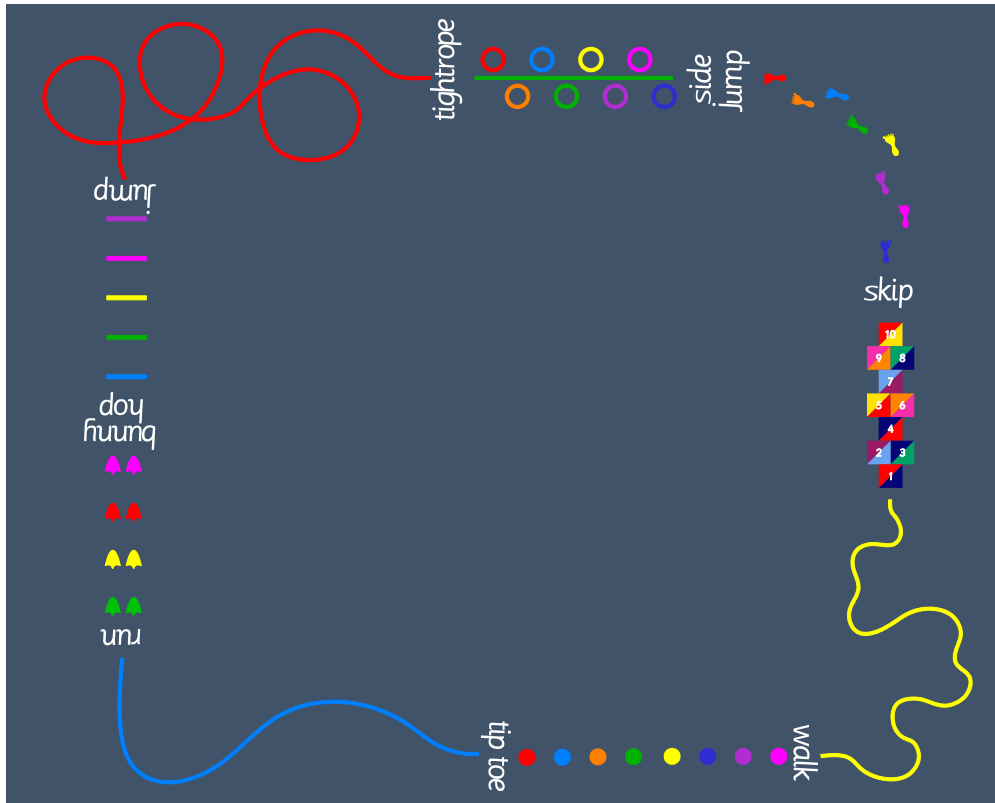 tightrope
side
jump
skip
10
9 8
7
5 6
4
2 3
1
walk
tip toe
run
bunny
hop
jump